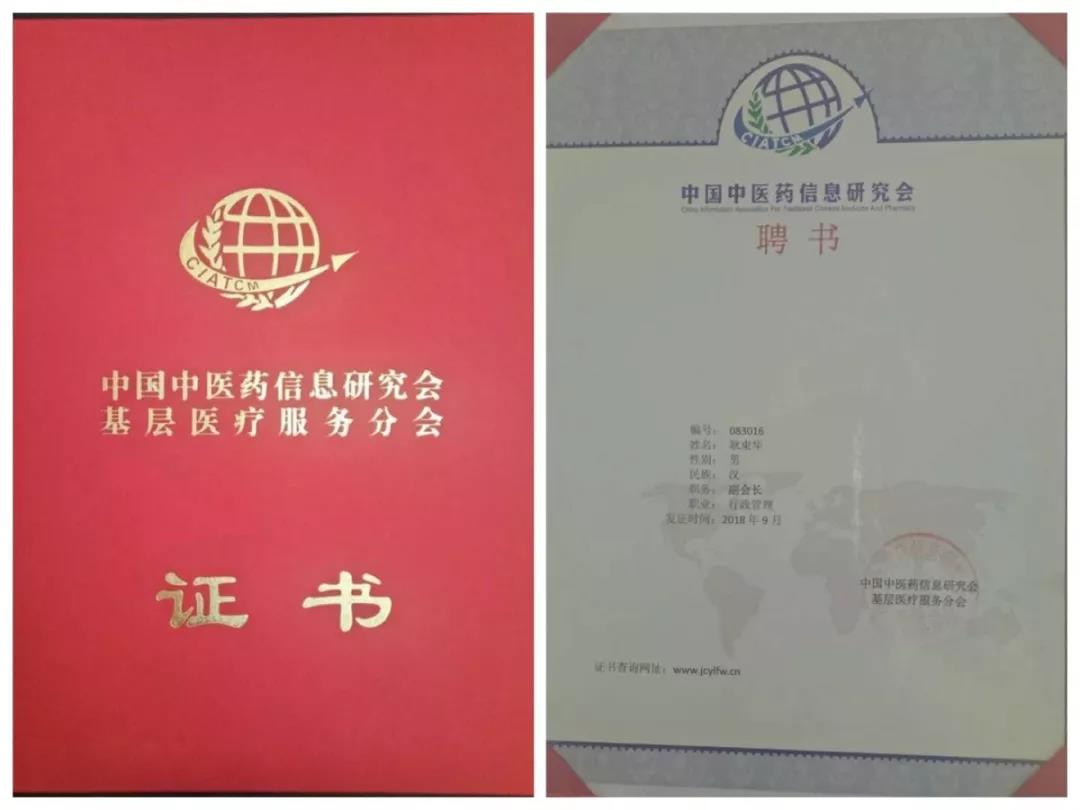 CIATCM
中国中医药信息研究会
基层医疗服务分会
证书
CIATCM
中国中医药信息研究会
China Information Association For Traditional Chinese Medicine And Pharmacy
聘书
编号： 083016
姓名： 耿东华
性别： 男
民族： 汉
职务： 副会长
职业： 行政管理
发证时间：2018 年 9 月
中国中医药信息研究会
基层医疗服务分会
证书查询网址：www.jcylfw.cn